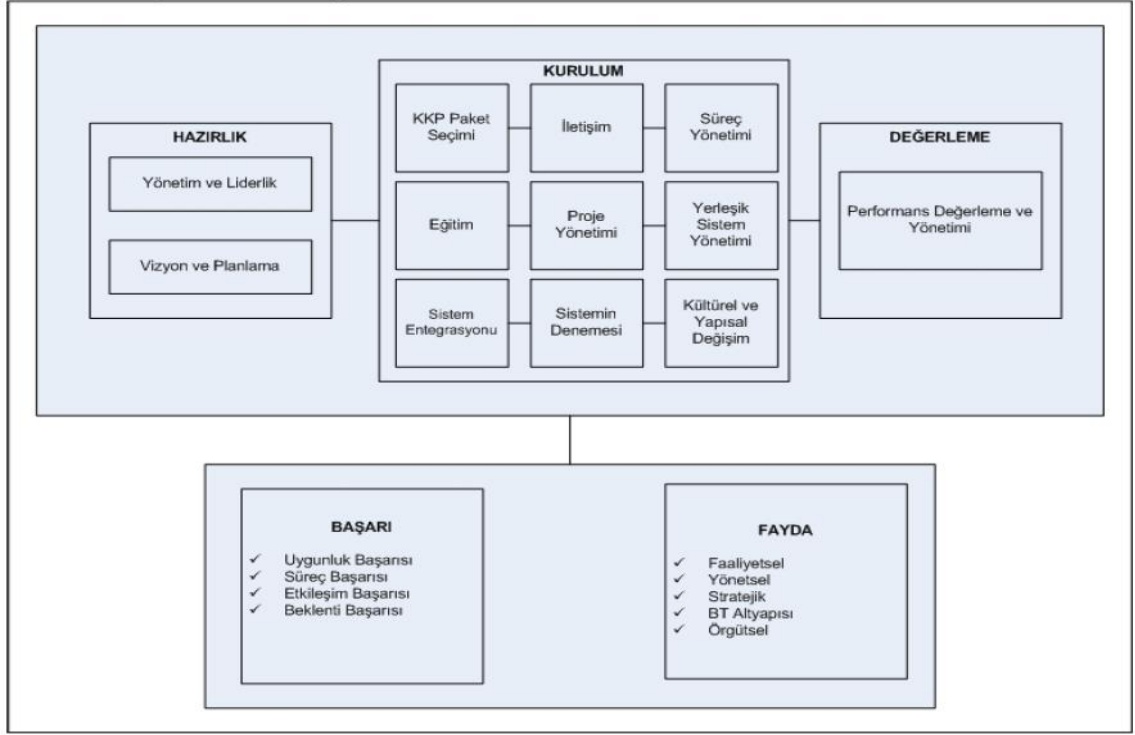 HAZIRLIK
Yönetim ve Liderlik
Vizyon ve Planlama
KURULUM
KKP Paket
Seçimi
İletişim
Süreç
Yönetimi
Eğitim
Proje
Yönetimi
Yerleşik
Sistem
Yönetimi
Sistem
Entegrasyonu
Sistemin
Denemesi
Kültürel ve
Yapısal
Değişim
DEĞERLEME
Performans Değerleme ve
Yönetimi
BAŞARI
✓ Uygunluk Başarısı
✓ Süreç Başarısı
✓ Etkileşim Başarısı
✓ Beklenti Başarısı
FAYDA
✓ Faaliyetsel
✓ Yönetsel
✓ Stratejik
✓ BT Altyapısı
✓ Örgütsel